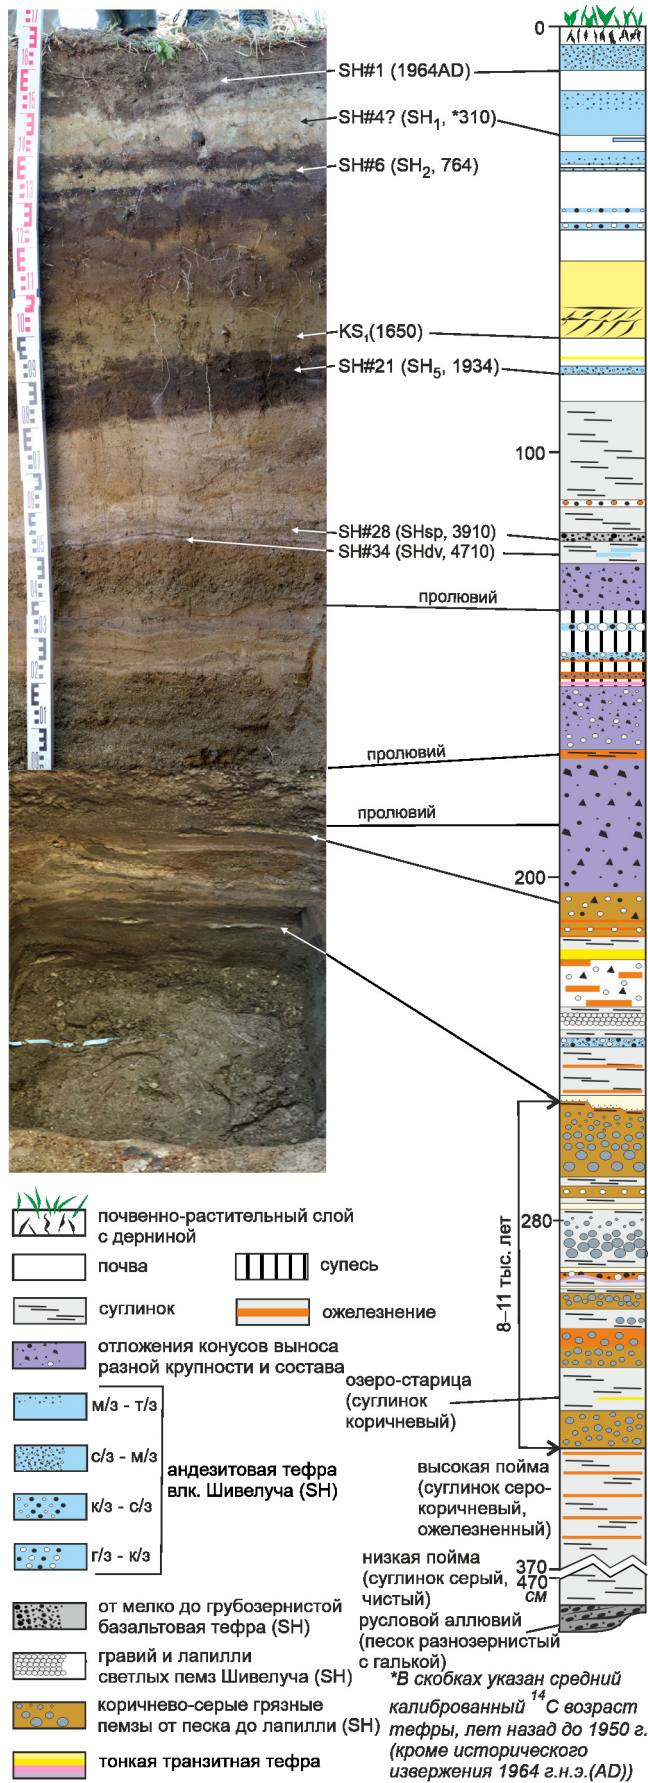 0
SH#1 (1964AD)
SH#4? (SH1, *310)
SH#6 (SH2, 764)
KS1(1650)
SH#21 (SH5, 1934)
100
SH#28 (SHsp, 3910)
SH#34 (SHdv, 4710)
пролювий
пролювий
пролювий
200
280
8–11 тыс. лет
почвенно-растительный слой
с дерниной
почва
супесь
суглинок
ожелезнение
отложения конусов выноса
разной крупности и состава
м/з - т/з
с/з - м/з
к/з - с/з
г/з - к/з
андезитовая тефра
влк. Шивелуча (SH)
от мелко до грубозернистой
базальтовая тефра (SH)
гравий и лапилли
светлых пемз Шивелуча (SH)
коричнево-серые грязные
пемзы от песка до лапилли (SH)
тонкая транзитная тефра
озеро-старица
(суглинок
коричневый)
высокая пойма
(суглинок серо-
коричневый,
ожелезненный)
370
470
см
низкая пойма
(суглинок серый,
чистый)
русловой аллювий
(песок разнозернистый
с галькой)
*В скобках указан средний
калиброванный 14С возраст
тефры, лет назад до 1950 г.
(кроме исторического
извержения 1964 г.н.э.(AD))